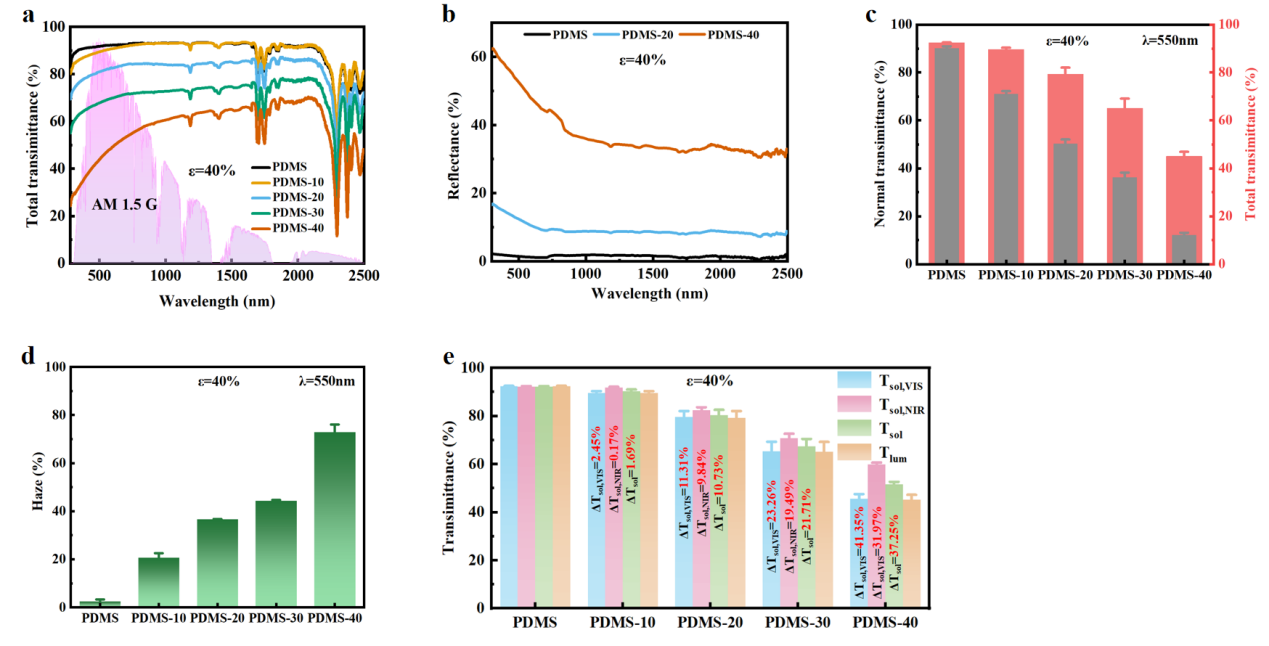 a
100
80
60
40
20
0
Total transimittance (%)
ε=40%
AM 1.5 G
PDMS
PDMS-10
PDMS-20
PDMS-30
PDMS-40
500 1000 1500 2000 2500
Wavelength (nm)
b
PDMS PDMS-20 PDMS-40
ε=40%
60
40
20
0
Reflectance (%)
500 1000 1500 2000 2500
Wavelength (nm)
c
100
80
60
40
20
0
Normal transimittance (%)
ε=40% λ=550nm
100
80
60
40
20
0
Total transimittance (%)
PDMS PDMS-10 PDMS-20 PDMS-30 PDMS-40
d
100
80
60
40
20
0
Haze (%)
ε=40% λ=550nm
PDMS PDMS-10 PDMS-20 PDMS-30 PDMS-40
e
100
80
60
40
20
0
Transimittance (%)
ε=40%
Tsol,VIS
Tsol,NIR
Tsol
Tlum
ΔTsol,VIS=2.45%
ΔTsol,NIR=0.17%
ΔTsol=1.69%
ΔTsol,VIS=11.31%
ΔTsol,NIR=9.84%
ΔTsol=10.73%
ΔTsol,VIS=23.26%
ΔTsol,NIR=19.49%
ΔTsol=21.71%
ΔTsol,VIS=41.35%
ΔTsol,VIS=31.97%
ΔTsol=37.25%
PDMS PDMS-10 PDMS-20 PDMS-30 PDMS-40